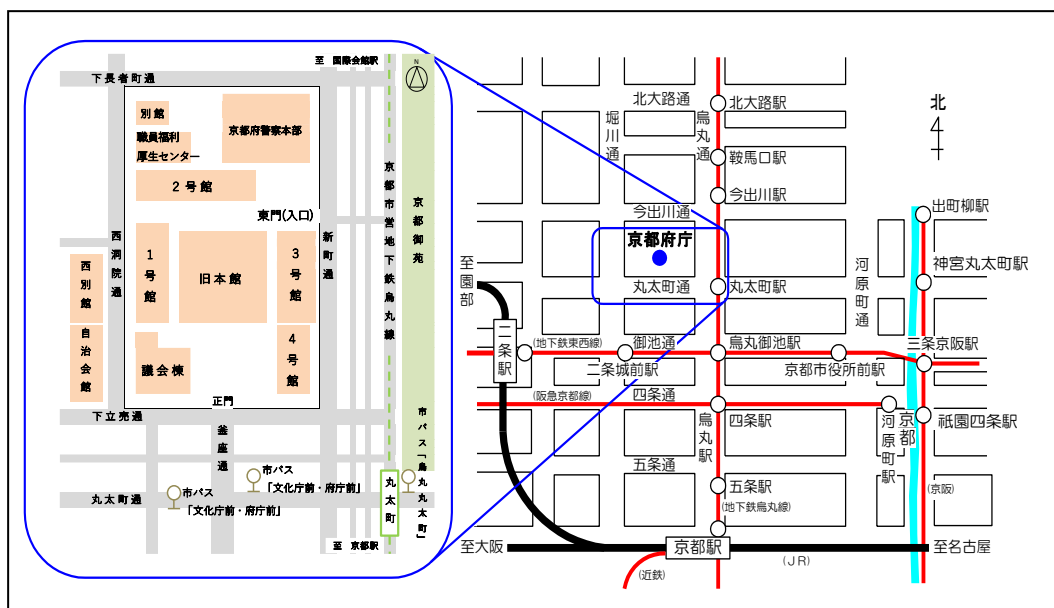 至 国際会館駅
N
下長者町通
別館
京都府警察本部
職員福利
厚生センター
2号館
東門(入口)
西洞院通
1号館
旧本館
3号館
新町通
京都市営地下鉄烏丸線
京都御苑
西別館
自治会館
議会棟
4号館
正門
下立売通
釜座通
市バス
「文化庁前・府庁前」
市バス
「文化庁前・府庁前」
丸太町通
丸太町
市バス「烏丸丸太町」
至 京都駅
北大路通
北大路駅
堀川通
烏丸通
鞍馬口駅
今出川駅
今出川通
北
出町柳駅
京都府庁
神宮丸太町駅
至園部
丸太町通
丸太町駅
河原町通
二条駅
(地下鉄東西線)
御池通
烏丸御池駅
三条京阪駅
二条城前駅
京都市役所前駅
(阪急京都線)
四条通
烏丸駅
四条駅
京都
河原町駅
祇園四条駅
五条通
五条駅
(京阪)
(地下鉄烏丸線)
至大阪
京都駅
至名古屋
(JR)
(近鉄)